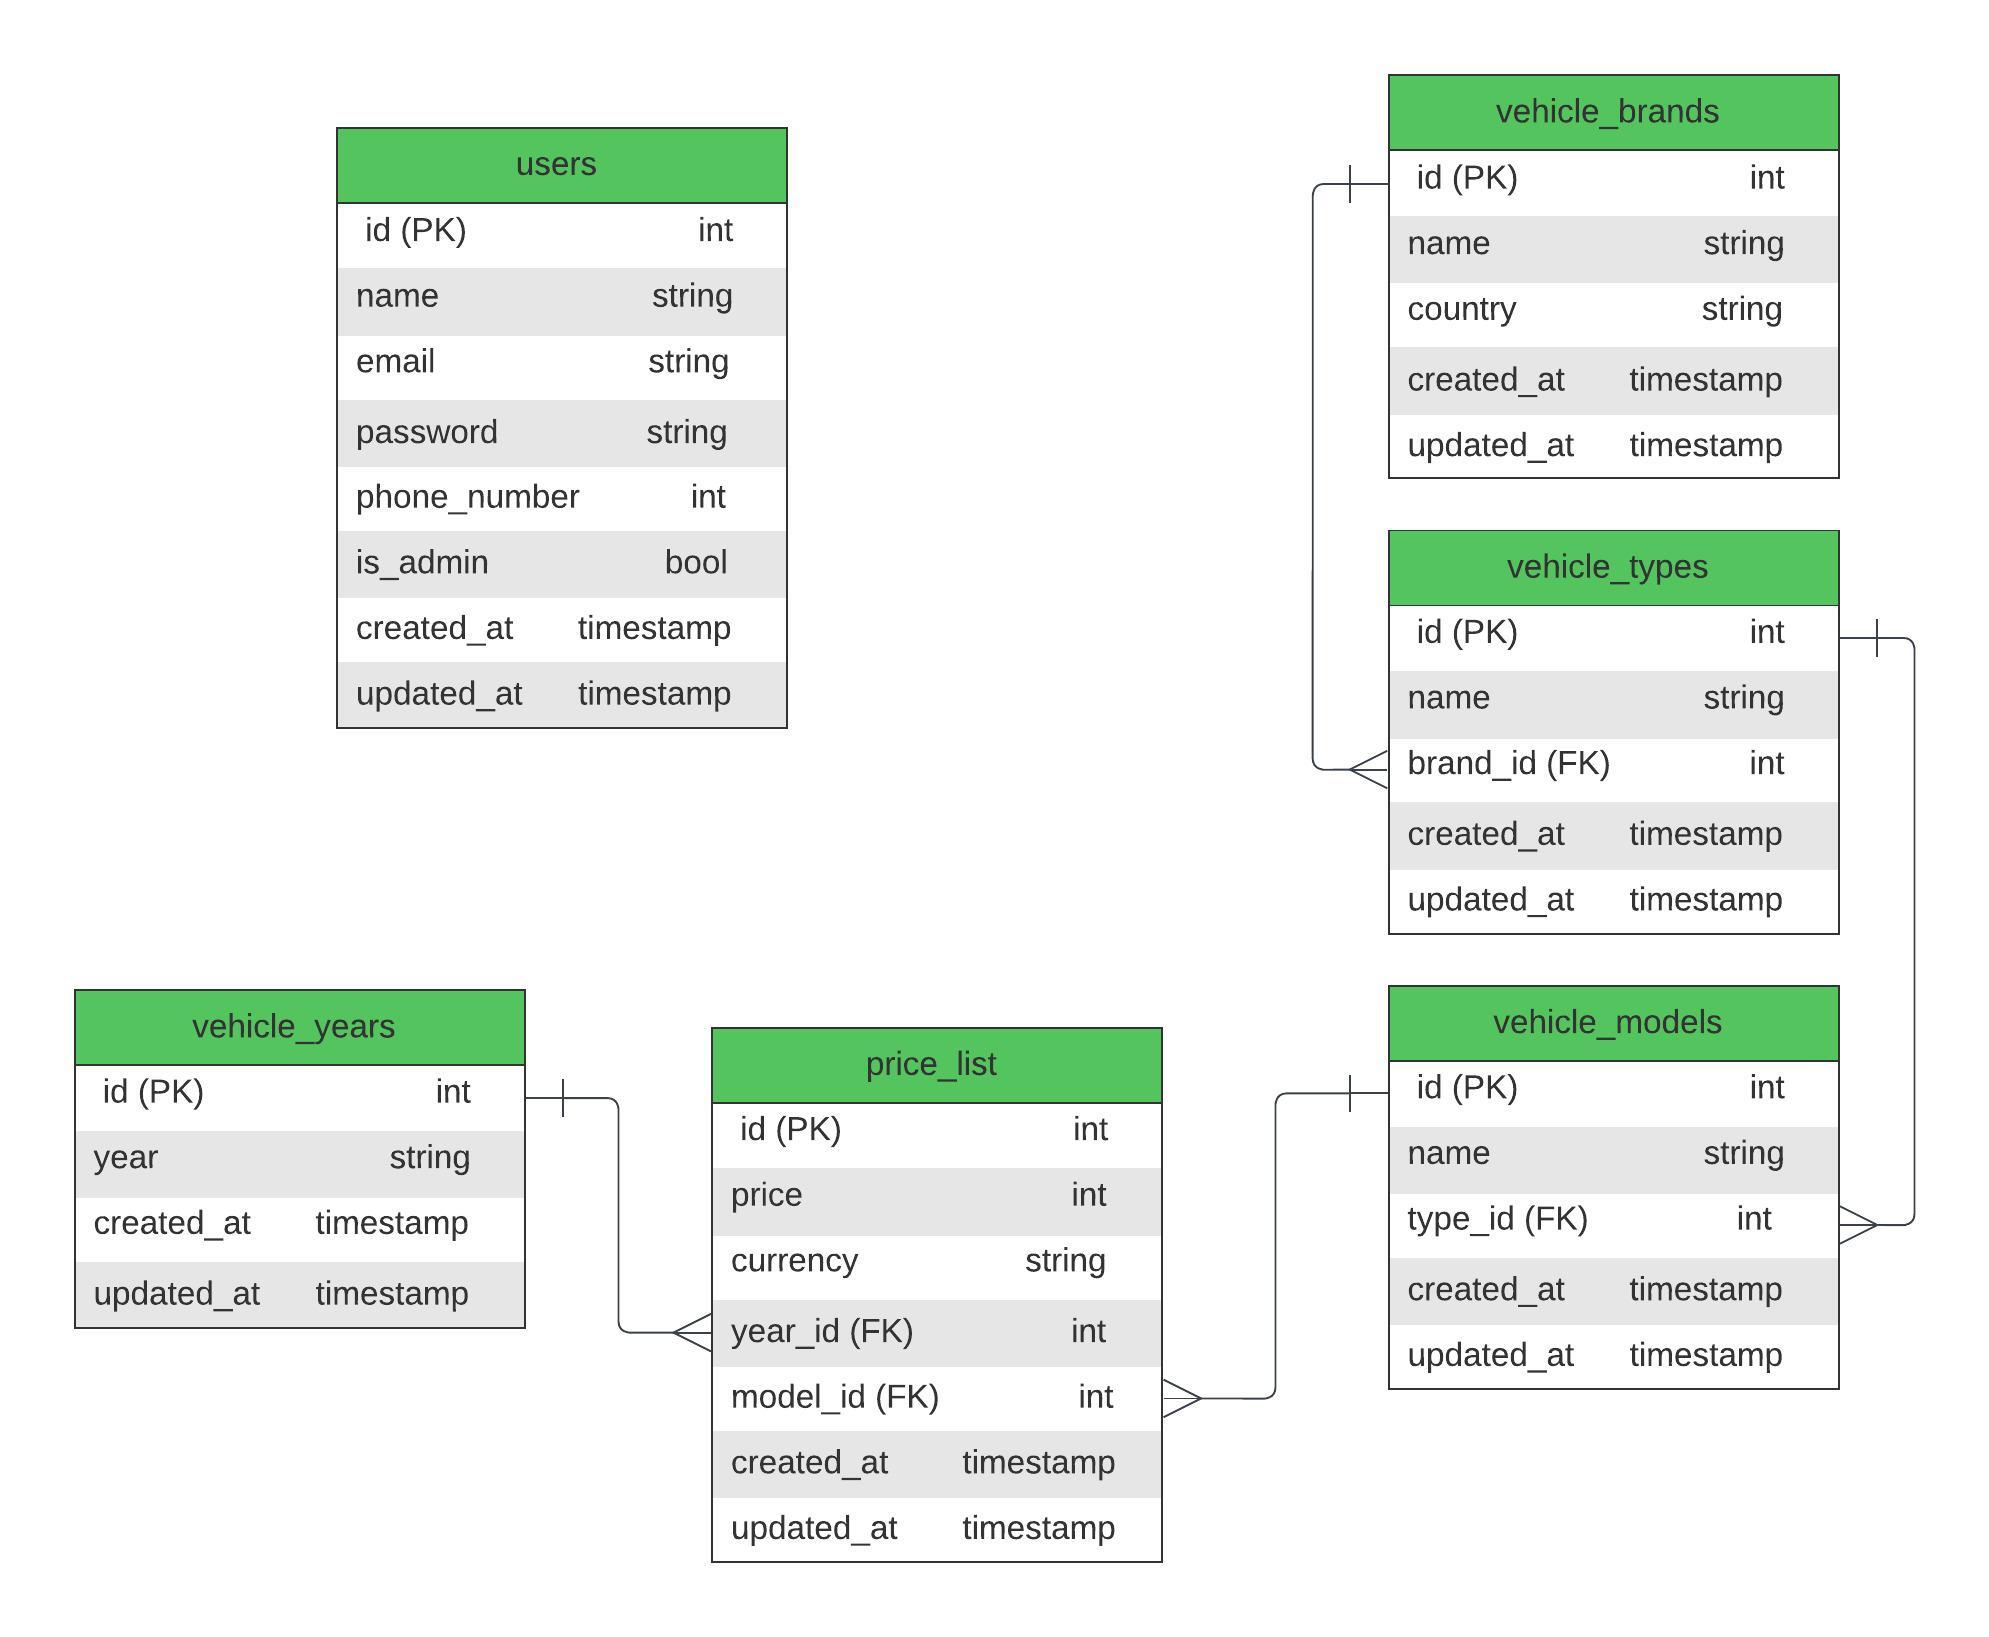 users
id (PK) int
name string
email string
password string
phone_number int
is_admin bool
created_at timestamp
updated_at timestamp
vehicle_brands
id (PK) int
name string
country string
created_at timestamp
updated_at timestamp
vehicle_types
id (PK) int
name string
brand_id (FK) int
created_at timestamp
updated_at timestamp
vehicle_years
id (PK) int
year string
created_at timestamp
updated_at timestamp
price_list
id (PK) int
price int
currency string
year_id (FK) int
model_id (FK) int
created_at timestamp
updated_at timestamp
vehicle_models
id (PK) int
name string
type_id (FK) int
created_at timestamp
updated_at timestamp